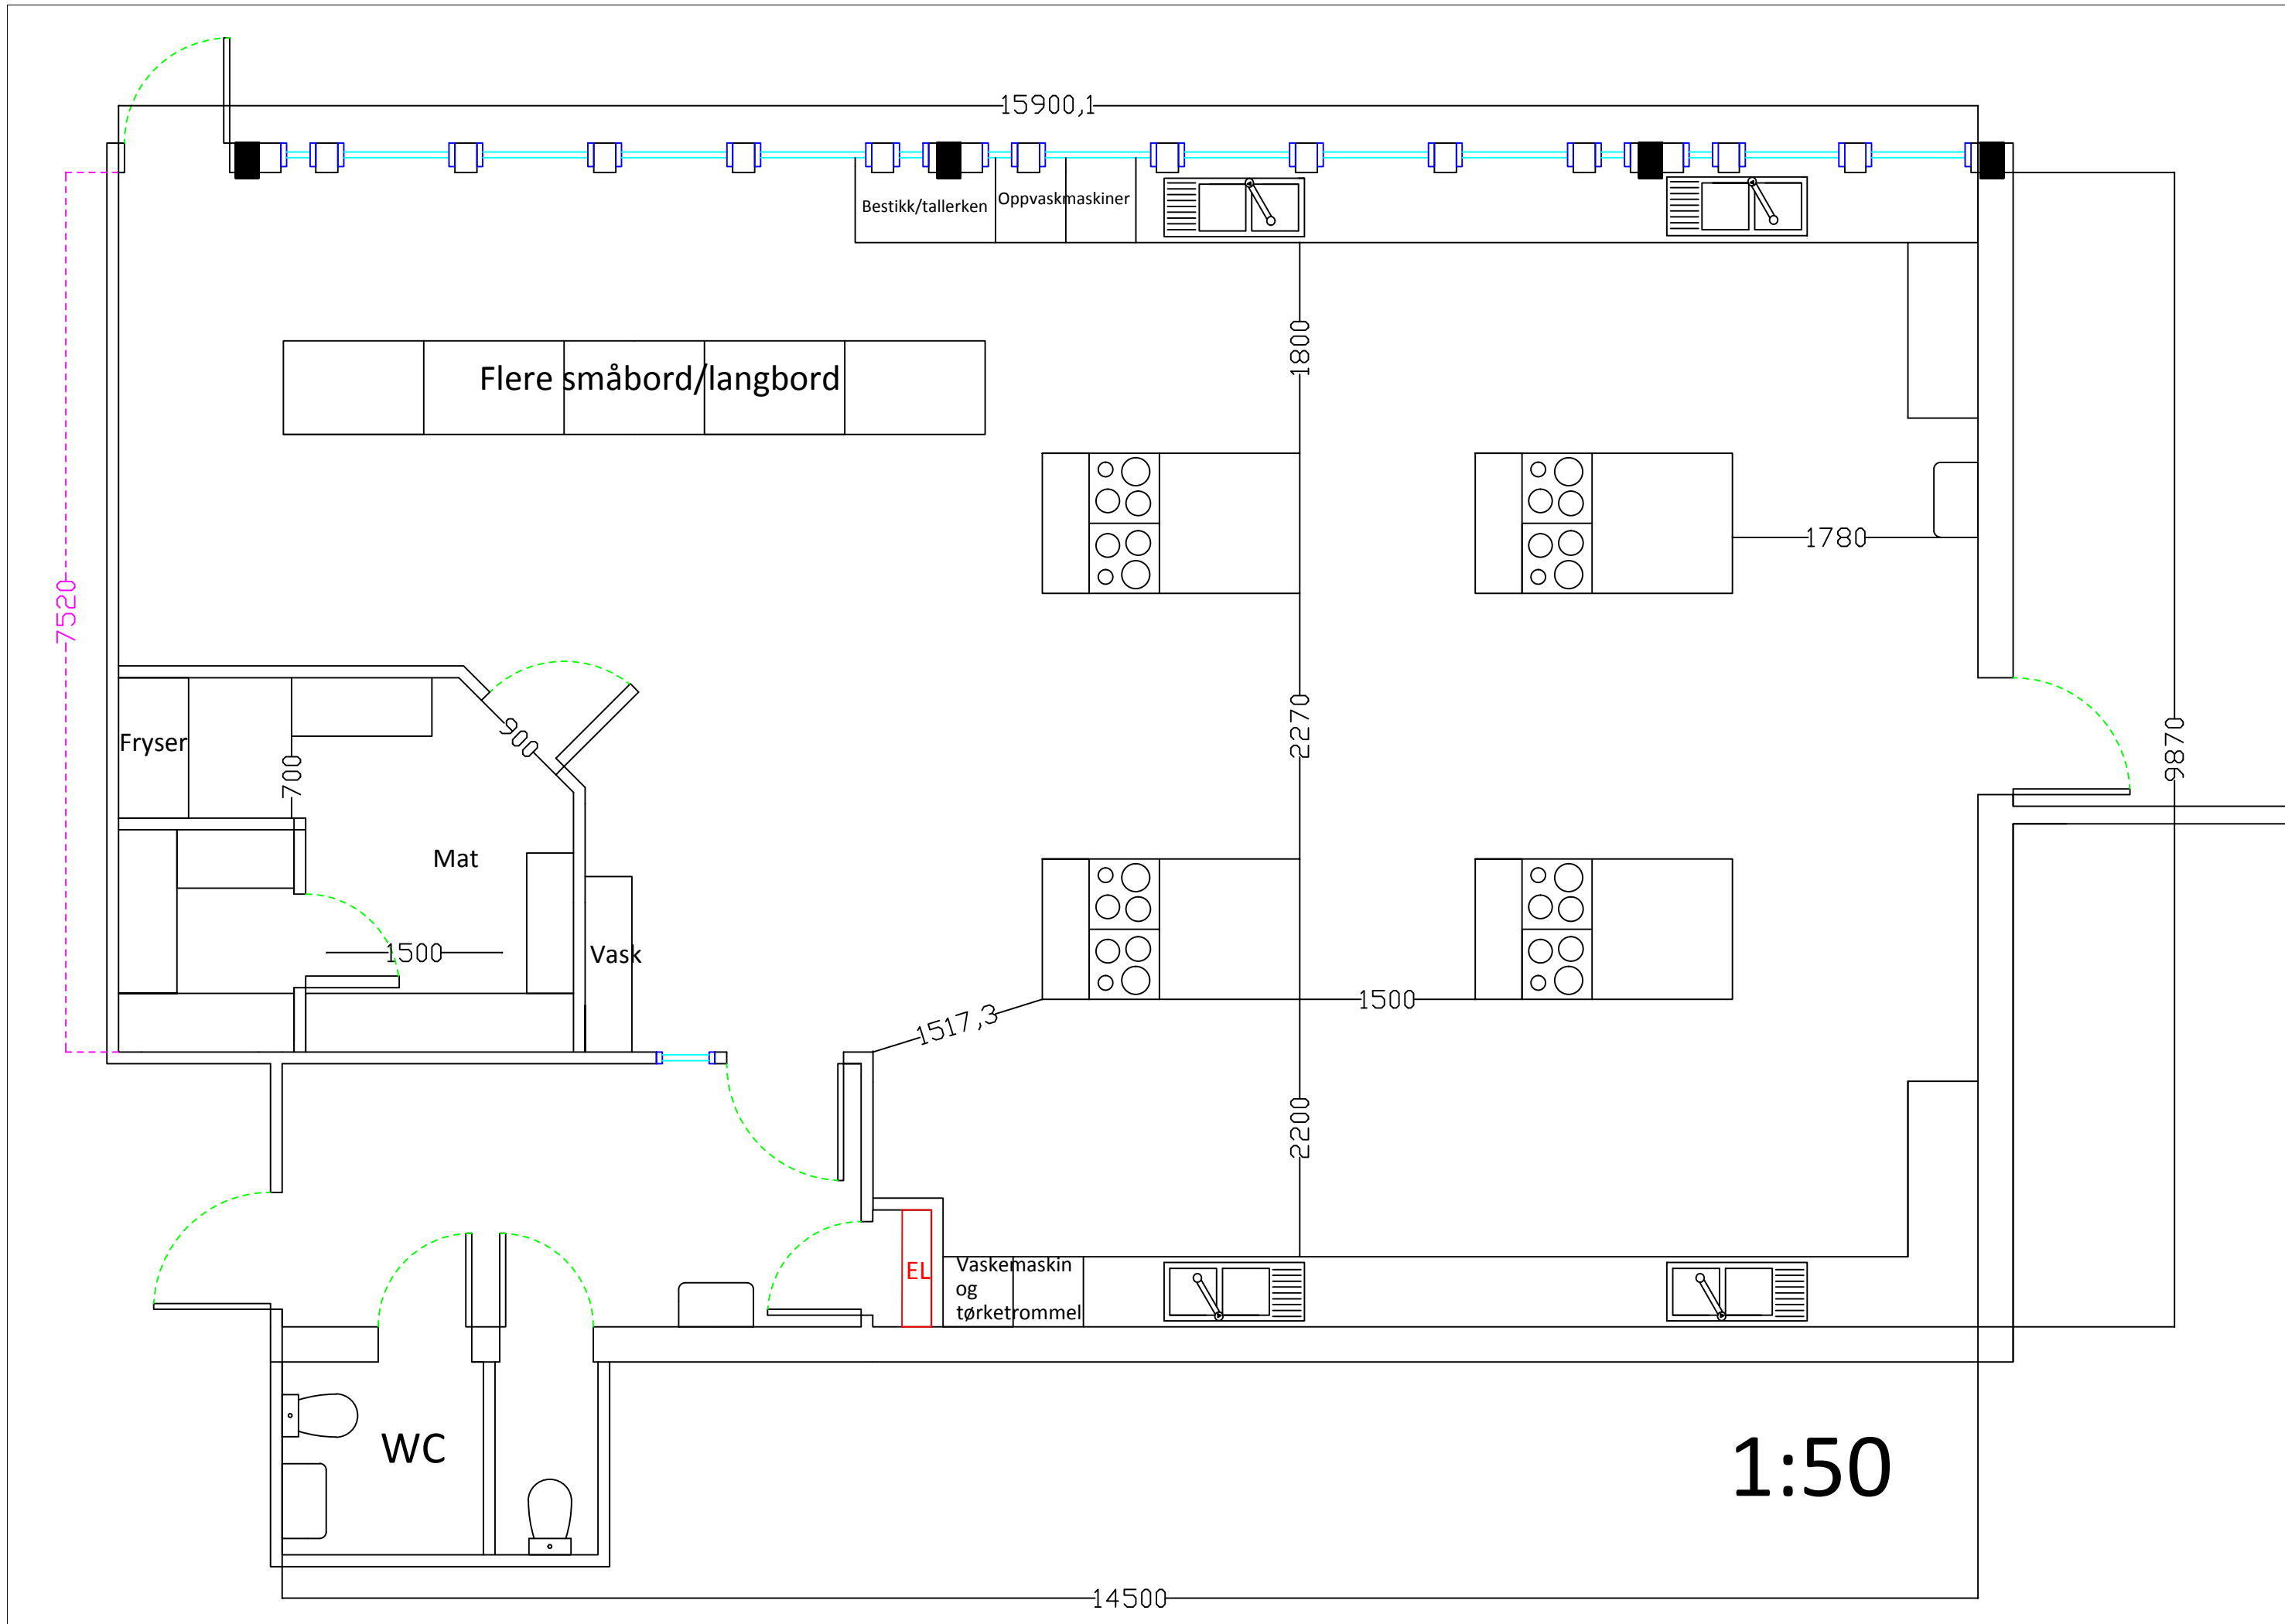 15900,1
Bestikk/tallerken
Oppvaskmaskiner
1800
Flere småbord/langbord
1780
7520
2270
9870
900
Fryser
700
Mat
1500
Vask
1517,3
1500
2200
EL
Vaskemaskin
og
tørketrommel
WC
1:50
14500